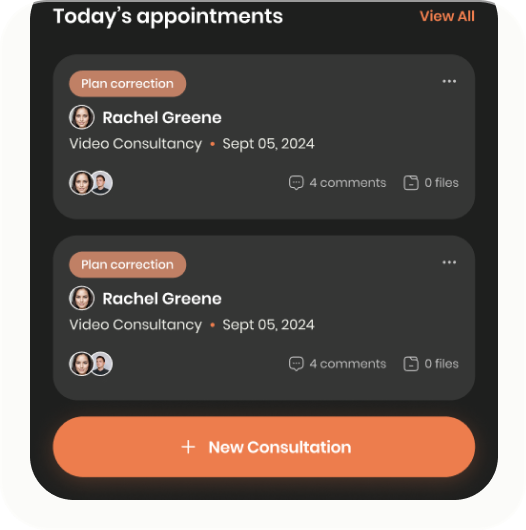 Today's appointments View All
Plan correction
Rachel Greene
Video Consultancy • Sept 05, 2024
4 comments 0 files
Plan correction
Rachel Greene
Video Consultancy • Sept 05, 2024
4 comments 0 files
+ New Consultation